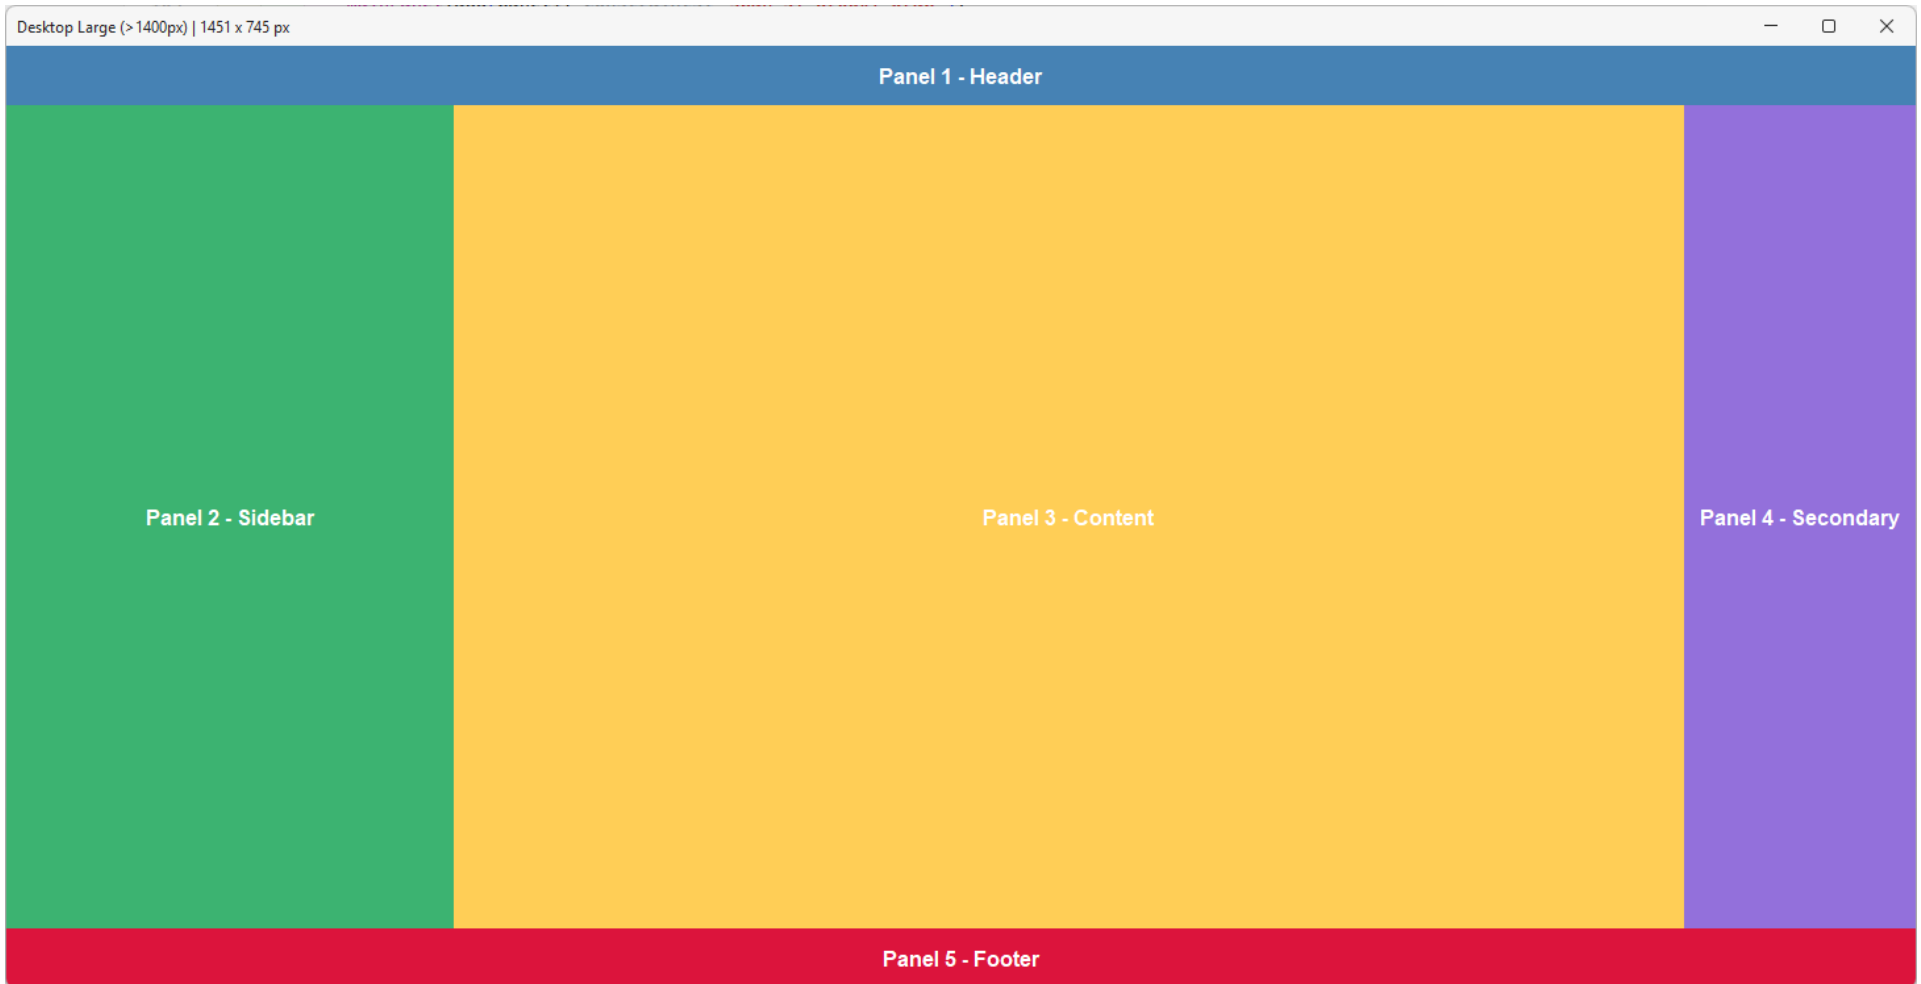 Desktop Large (>1400px) | 1451 x 745 px
Panel 1 - Header
Panel 2 - Sidebar
Panel 3 - Content
Panel 4 - Secondary
Panel 5 - Footer